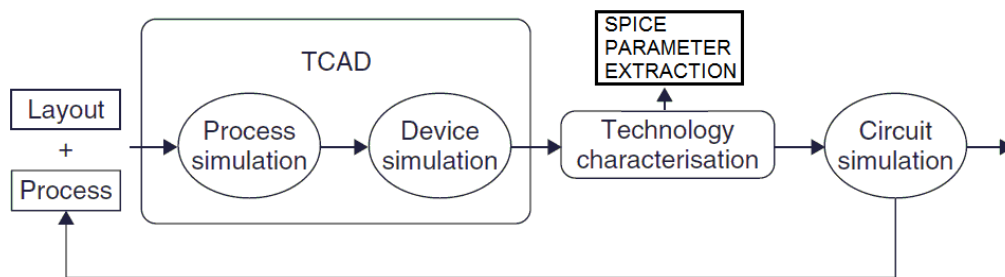 TCAD
SPICE
PARAMETER
EXTRACTION
Layout
+
Process
Process
simulation
Device
simulation
Technology
characterisation
Circuit
simulation